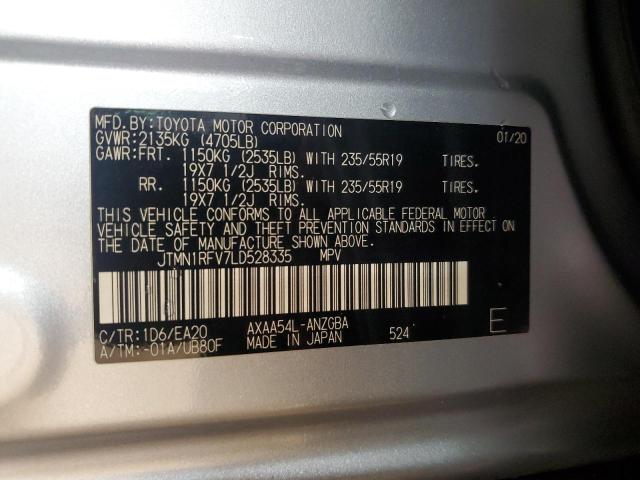 MFD.BY:TOYOTA MOTOR CORPORATION 01/20
GVWR:2135KG (4705LB)
GAWR:FRT. 1150KG (2535LB) WITH 235/55R19 TIRES.
19X7 1/2J RIMS.
RR. 1150KG (2535LB) WITH 235/55R19 TIRES.
19X7 1/2J RIMS.
THIS VEHICLE CONFORMS TO ALL APPLICABLE FEDERAL MOTOR
VEHICLE SAFETY AND THEFT PREVENTION STANDARDS IN EFFECT ON
THE DATE OF MANUFACTURE SHOWN ABOVE.
JTMN1RFV7LD528335 MPV
C/TR:1D6/EA20 AXAA54L-ANZGBA
A/TM:-01A/UB80F MADE IN JAPAN 524 E